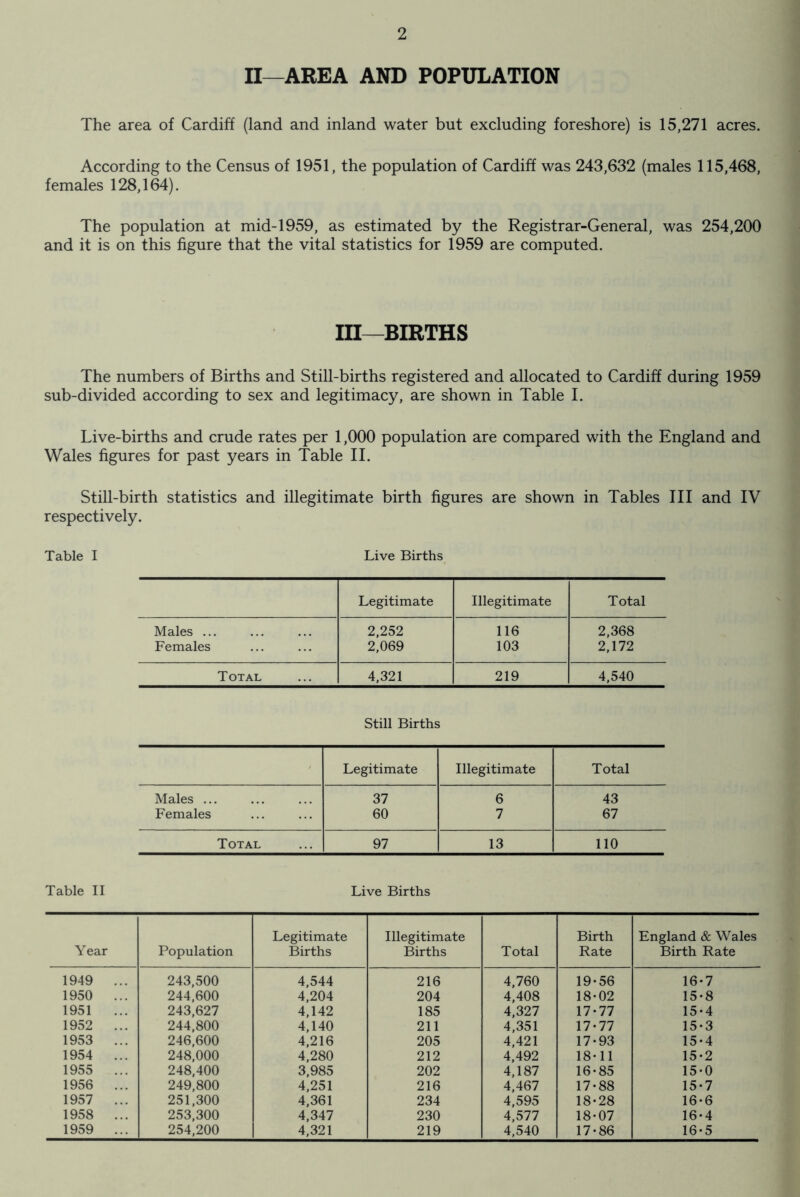 2
II—AREA AND POPULATION
The area of Cardiff (land and inland water but excluding foreshore) is 15,271 acres.
According to the Census of 1951, the population of Cardiff was 243,632 (males 115,468,
females 128,164).
The population at mid-1959, as estimated by the Registrar-General, was 254,200
and it is on this figure that the vital statistics for 1959 are computed.
III—BIRTHS
The numbers of Births and Still-births registered and allocated to Cardiff during 1959
sub-divided according to sex and legitimacy, are shown in Table I.
Live-births and crude rates per 1,000 population are compared with the England and
Wales figures for past years in Table II.
Still-birth statistics and illegitimate birth figures are shown in Tables III and IV
respectively.
Table I Live Births
Legitimate Illegitimate Total
Males ... ... ... 2,252 116 2,368
Females ... ... 2,069 103 2,172
Total ... 4,321 219 4,540
Still Births
Legitimate Illegitimate Total
Males ... ... ... 37 6 43
Females ... ... 60 7 67
Total ... 97 13 110
Table II Live Births
Year Population Legitimate Births Illegitimate Births Total Birth Rate England & Wales Birth Rate
1949 ... 243,500 4,544 216 4,760 19·56 16·7
1950 ... 244,600 4,204 204 4,408 18·02 15·8
1951 ... 243,627 4,142 185 4,327 17·77 15·4
1952 ... 244,800 4,140 211 4,351 17·77 15·3
1953 ... 246,600 4,216 205 4,421 17·93 15·4
1954 ... 248,000 4,280 212 4,492 18·11 15·2
1955 ... 248,400 3,985 202 4,187 16·85 15·0
1956 ... 249,800 4,251 216 4,467 17·88 15·7
1957 ... 251,300 4,361 234 4,595 18·28 16·6
1958 ... 253,300 4,347 230 4,577 18·07 16·4
1959 ... 254,200 4,321 219 4,540 17·86 16·5